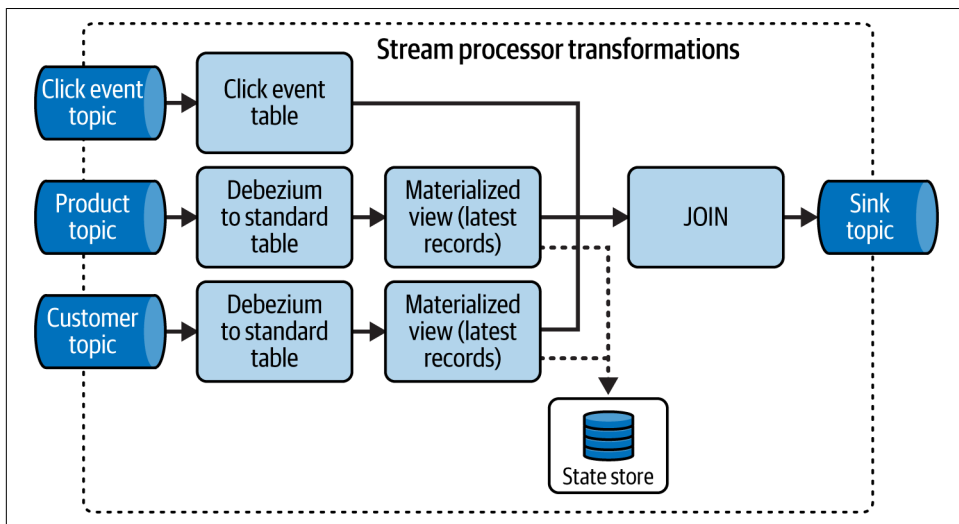 Stream processor transformations
Click event
topic
Click event
table
Product
topic
Debezium
to standard
table
Materialized
view (latest
records)
JOIN
Sink
topic
Customer
topic
Debezium
to standard
table
Materialized
view (latest
records)
State store